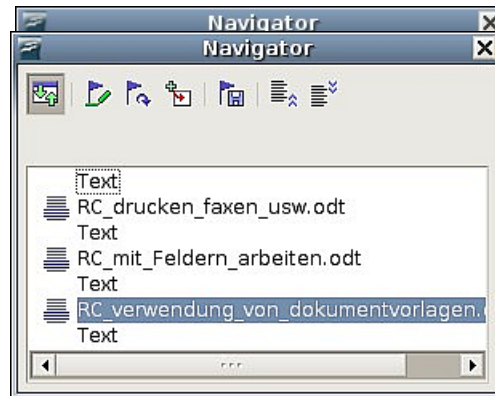 Navigator
Navigator
Text
RC_drucken_faxen_usw.odt
Text
RC_mit_Feldern_arbeiten.odt
Text
RC_verwendung_von_dokumentvorlagen.
Text